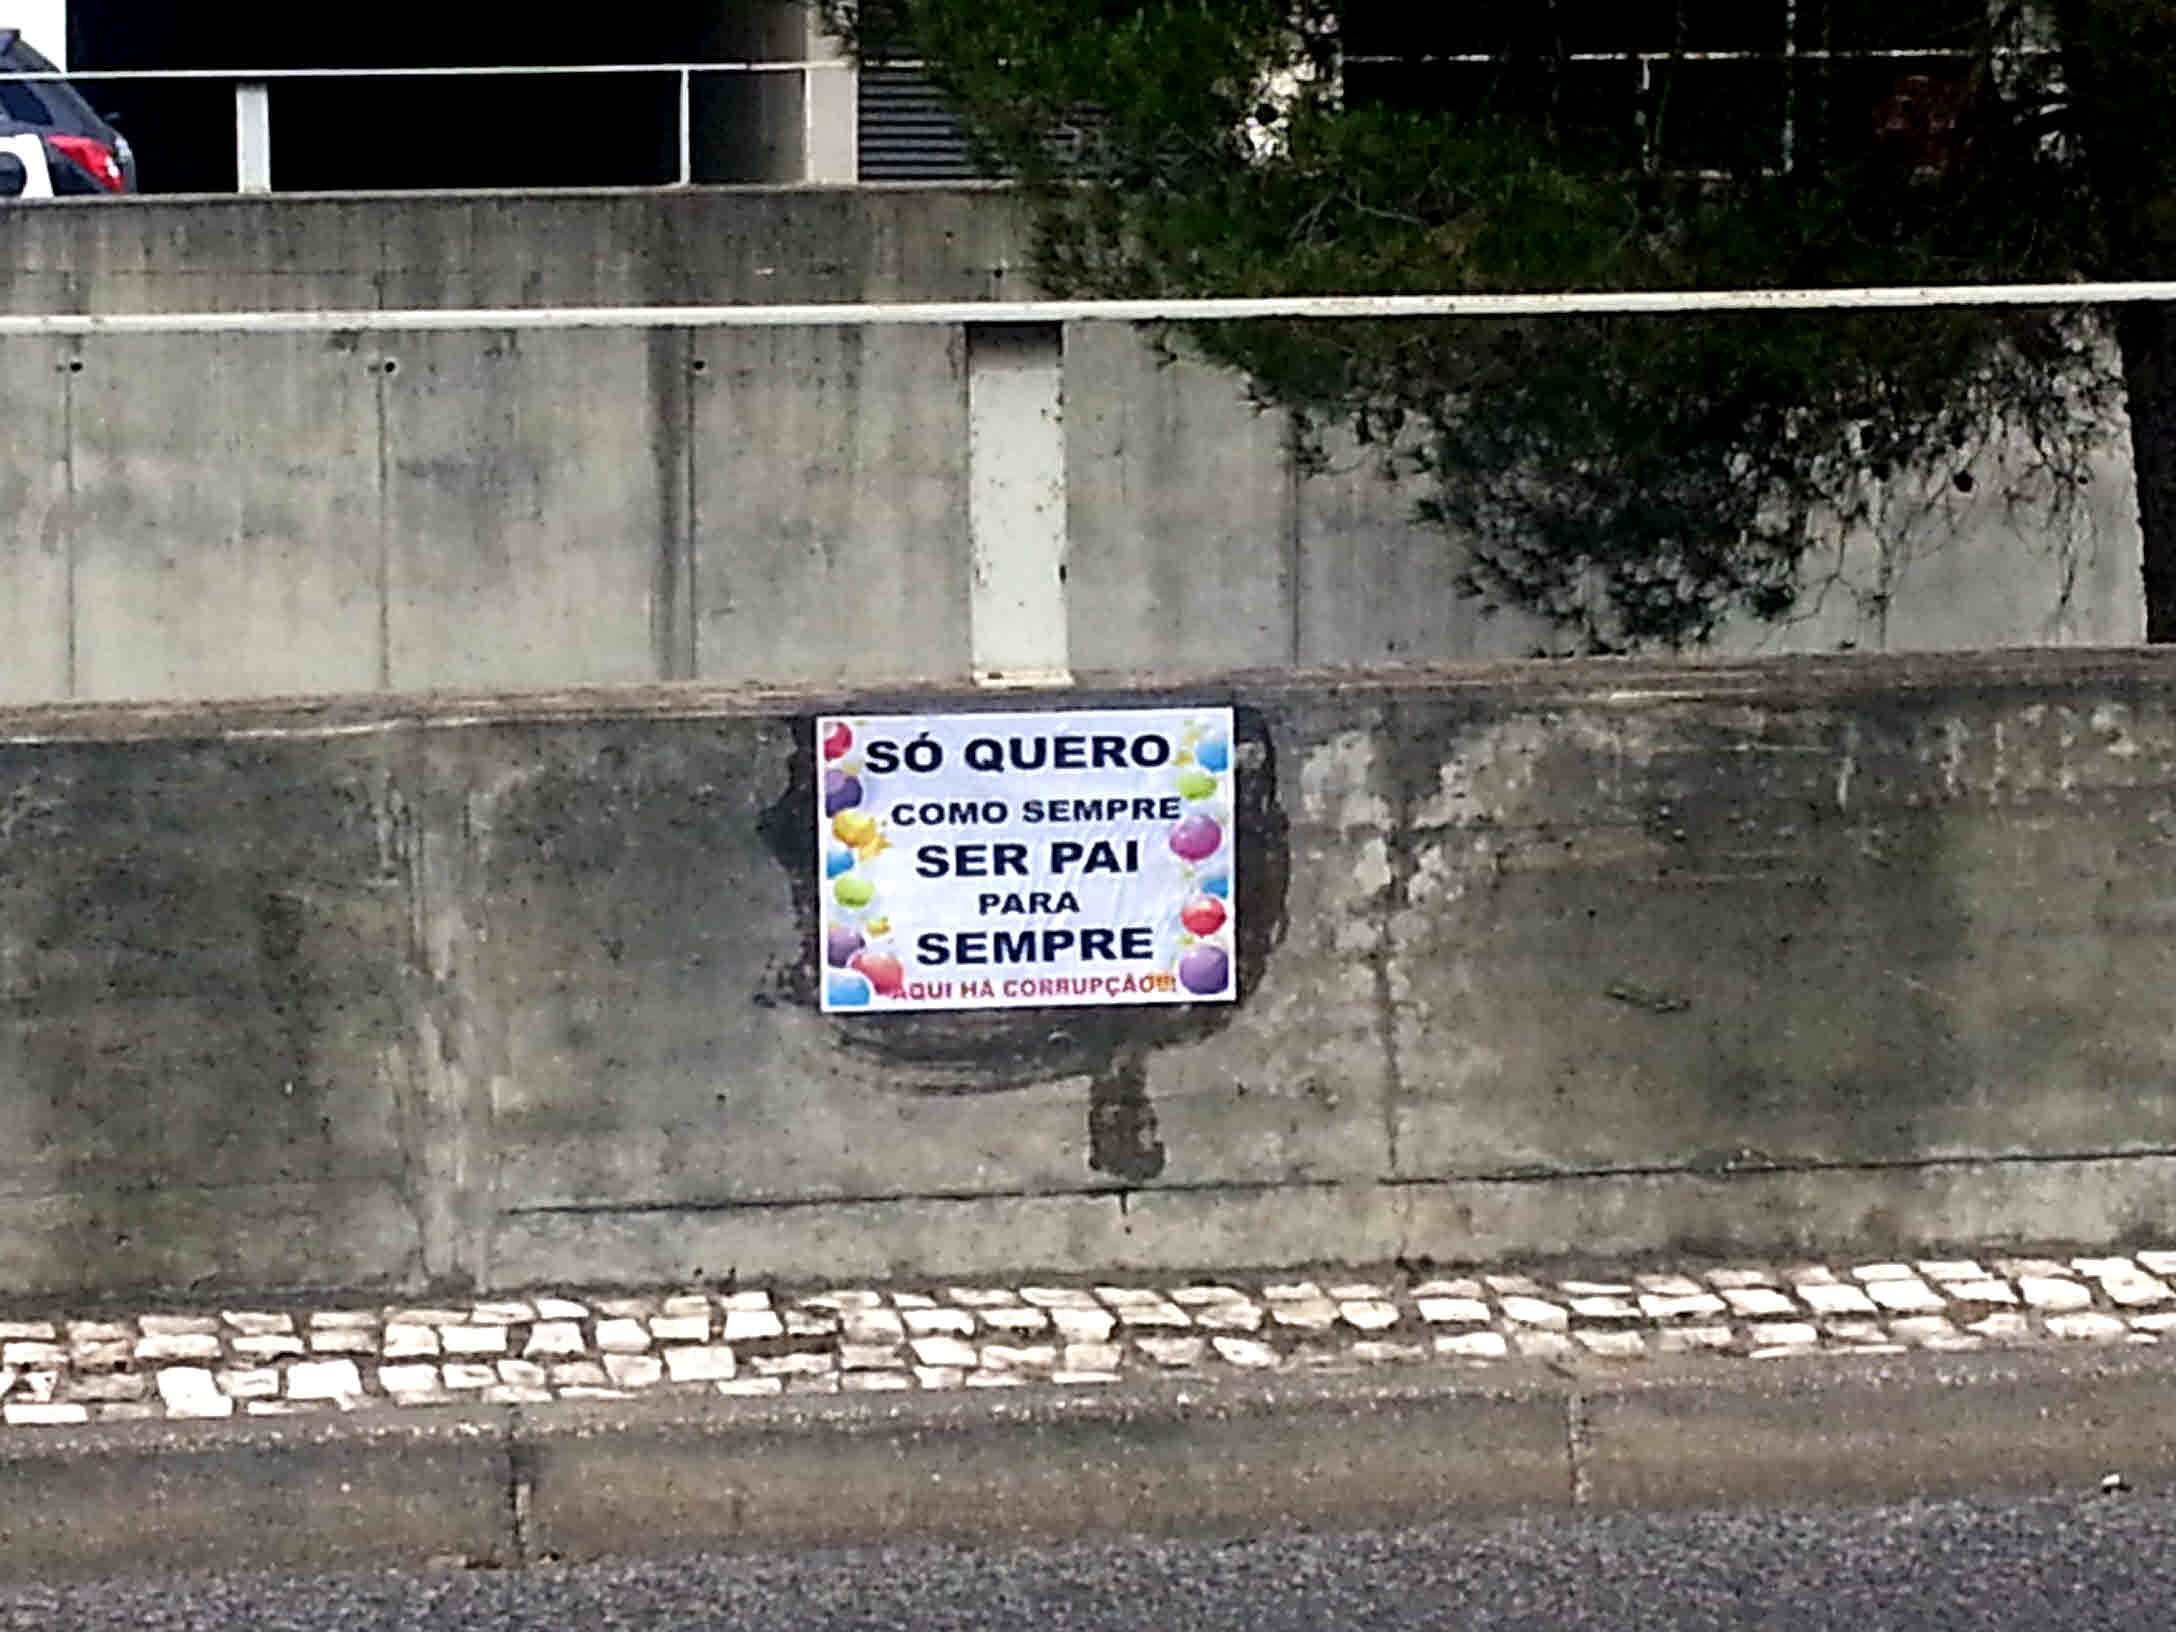 SÓ QUERO
COMO SEMPRE
SER PAI
PARA
SEMPRE
AQUI HÁ CORRUPÇÃO!!!